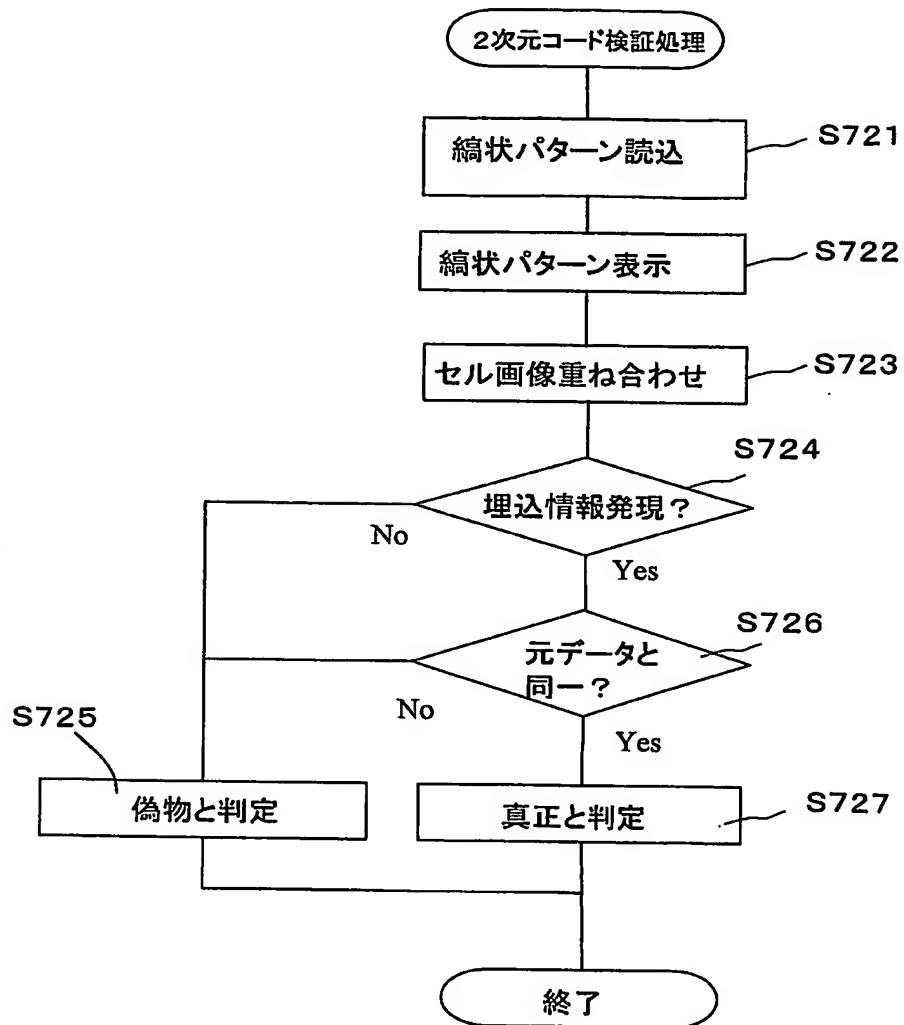 2次元コード検証処理
縞状パターン読込
S721
縞状パターン表示
S722
セル画像重ね合わせ
S723
S724
埋込情報発現?
No
Yes
S726
元データと
同一?
No
Yes
S725
偽物と判定
真正と判定
S727
終了